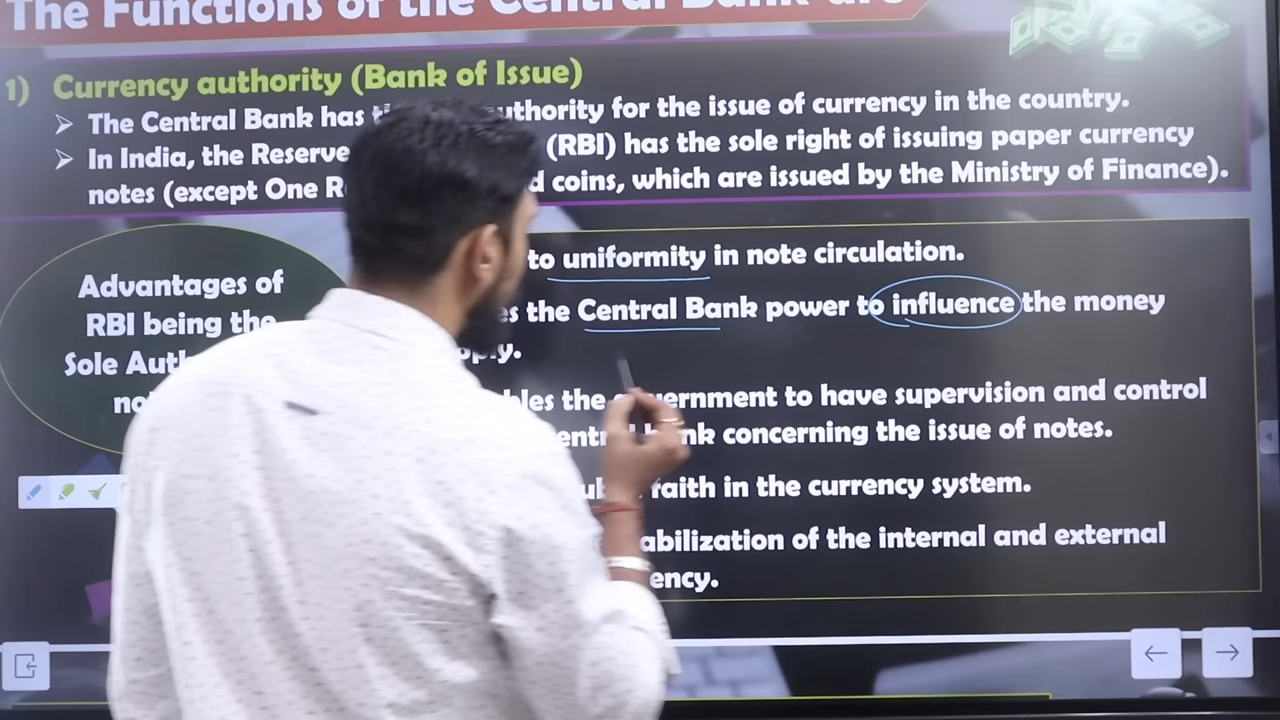 The Functions of the Central Bank are
1) Currency authority (Bank of Issue)
The Central Bank has authority for the issue of currency in the country.
In India, the Reserve (RBI) has the sole right of issuing paper currency
notes (except One coins, which are issued by the Ministry of Finance).
to uniformity in note circulation.
Advantages of
the Central Bank power to influence the money
RBI being the
Sole
the government to have supervision and control
concerning the issue of notes.
faith in the currency system.
of the internal and external